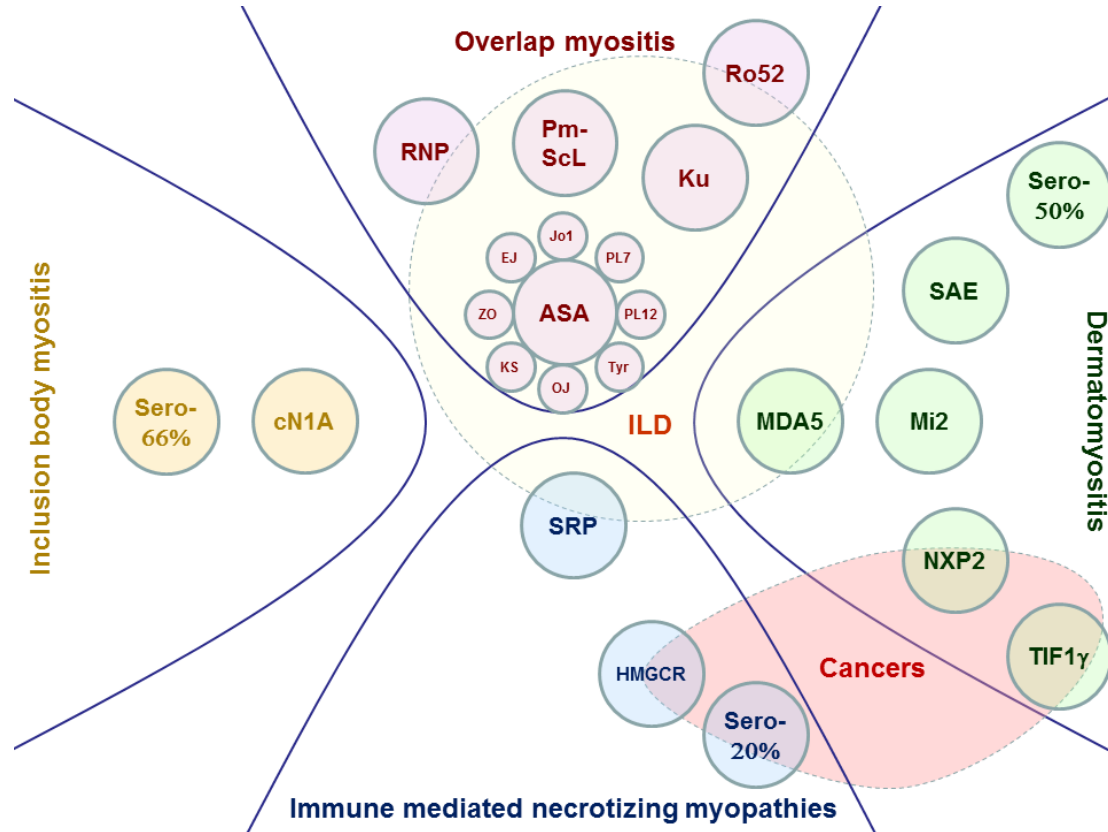 Overlap myositis
Ro52
RNP
Pm-
ScL
Ku
Sero-
50%
Jo1
EJ
PL7
ZO
ASA
PL12
KS
Tyr
OJ
SAE
Inclusion body myositis
Dermatomyositis
Sero-
66%
cN1A
ILD
MDA5
Mi2
SRP
NXP2
HMGCR
Cancers
TIF1γ
Sero-
20%
Immune mediated necrotizing myopathies